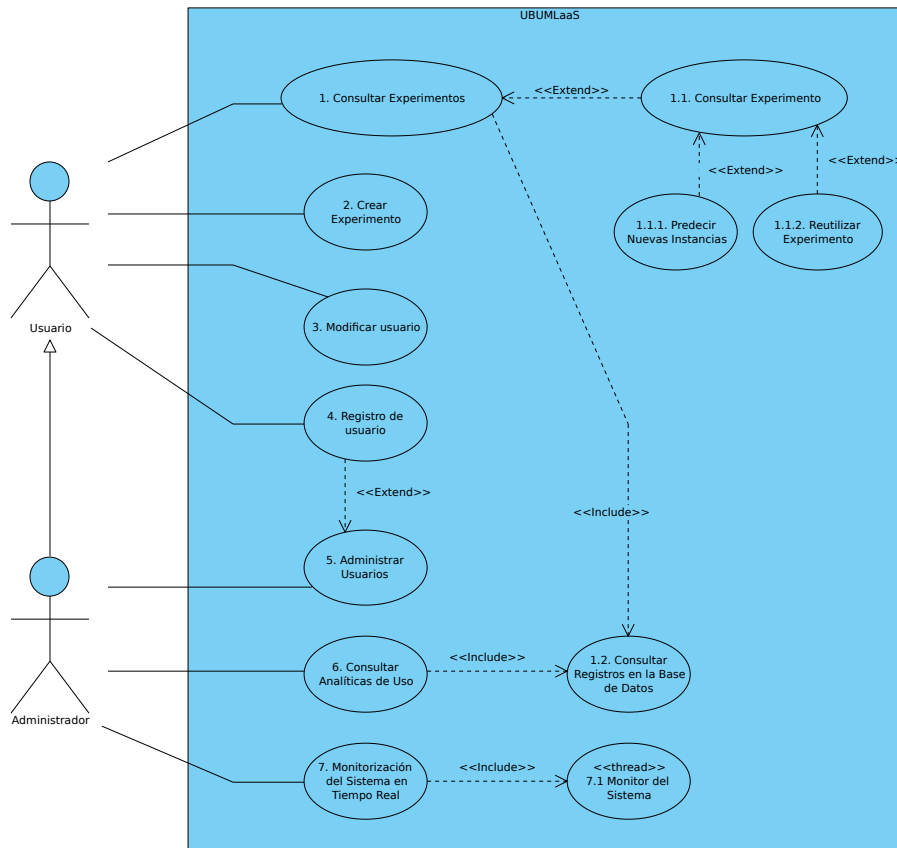 UBUMLaaS
1. Consultar Experimentos
<<Extend>>
1.1. Consultar Experimento
<<Extend>>
<<Extend>>
2. Crear
Experimento
1.1.1. Predecir
Nuevas Instancias
1.1.2. Reutilizar
Experimento
3. Modificar usuario
Usuario
4. Registro de
usuario
<<Extend>>
<<Include>>
5. Administrar
Usuarios
6. Consultar
Analíticas de Uso
<<Include>>
1.2. Consultar
Registros en la Base
de Datos
Administrador
7. Monitorización
del Sistema en
Tiempo Real
<<Include>>
<<thread>>
7.1 Monitor del
Sistema